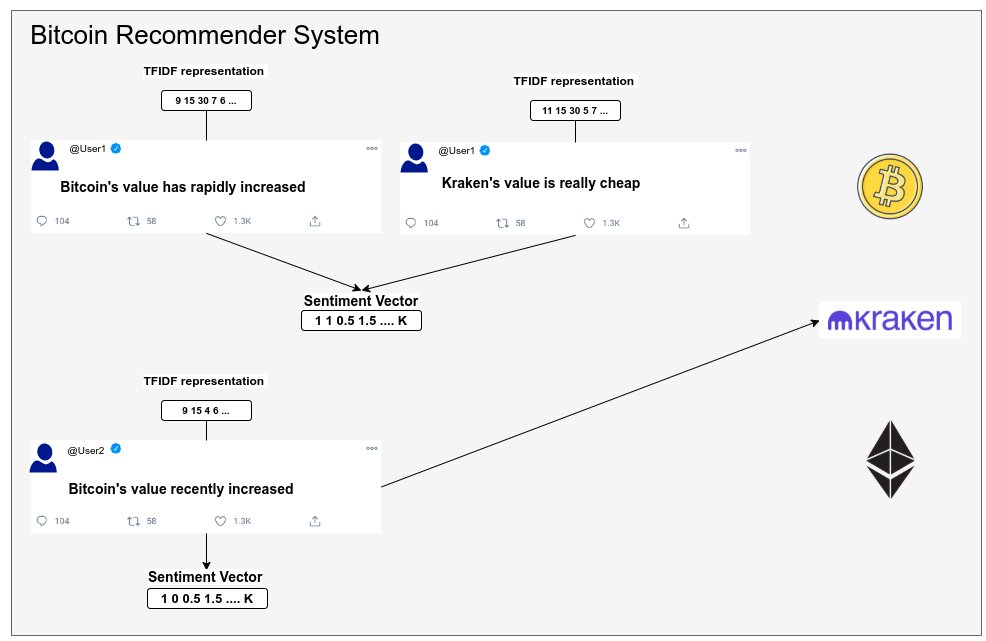 Bitcoin Recommender System
TFIDF representation
9 15 30 7 6 ...
TFIDF representation
11 15 30 5 7 ...
@User1
Bitcoin's value has rapidly increased
104 58 1.3K
@User1
Kraken's value is really cheap
104 58 1.3K
Sentiment Vector
1 1 0.5 1.5 .... K
kraken
TFIDF representation
9 15 4 6 ...
@User2
Bitcoin's value recently increased
104 58 1.3K
Sentiment Vector
1 0 0.5 1.5 .... K